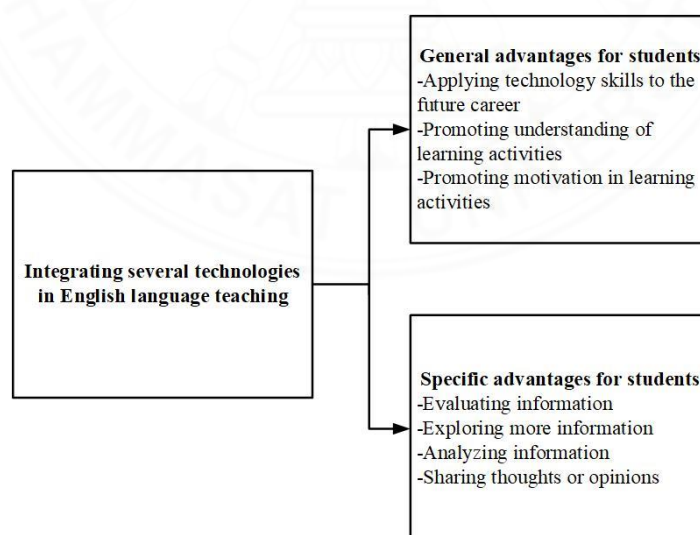 General advantages for students
-Applying technology skills to the
future career
-Promoting understanding of
learning activities
-Promoting motivation in learning
activities
Integrating several technologies
in English language teaching
Specific advantages for students
-Evaluating information
-Exploring more information
-Analyzing information
-Sharing thoughts or opinions